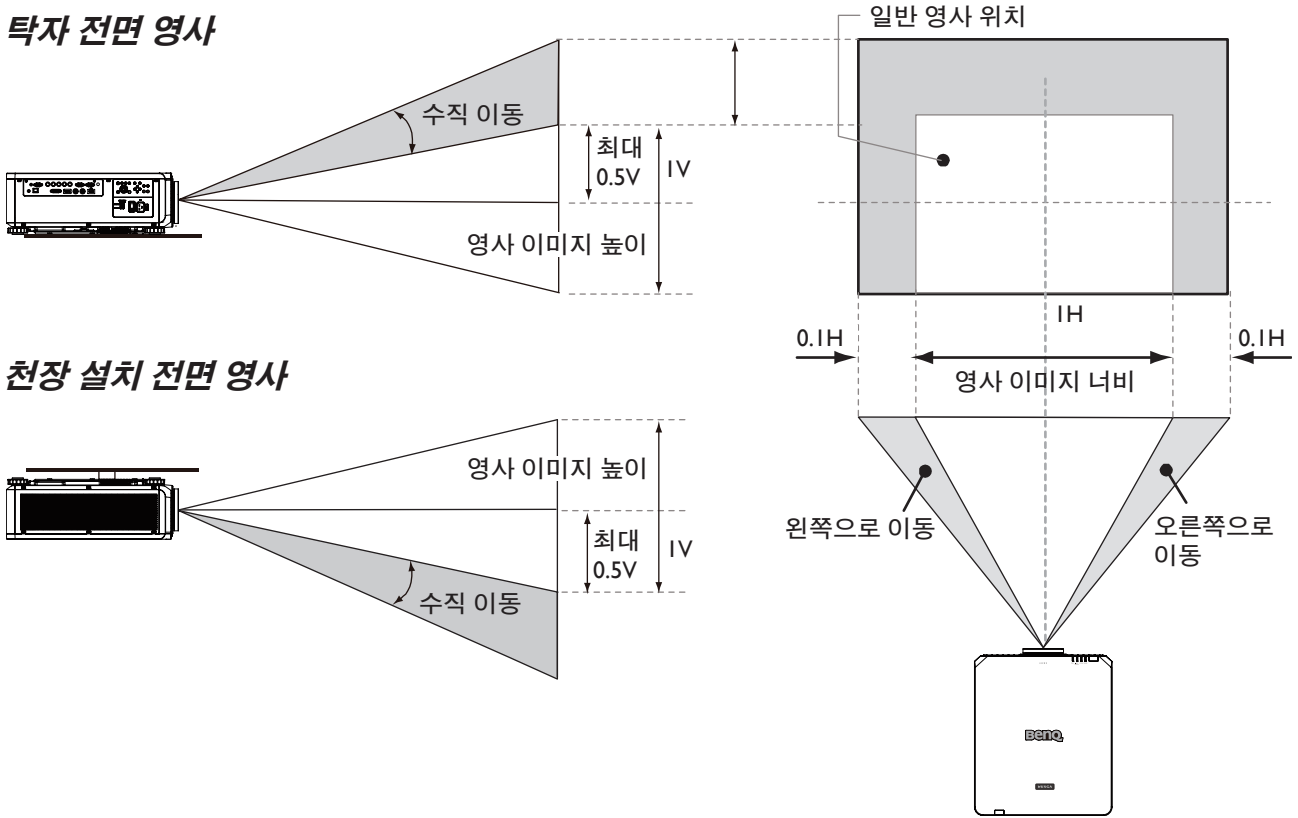 탁자 전면 영사
일반 영사 위치
수직 이동
최대
0.5V
1V
영사 이미지 높이
1H
0.1H
0.1H
영사 이미지 너비
천장 설치 전면 영사
영사 이미지 높이
최대
0.5V
1V
수직 이동
왼쪽으로 이동
오른쪽으로
이동
BenQ